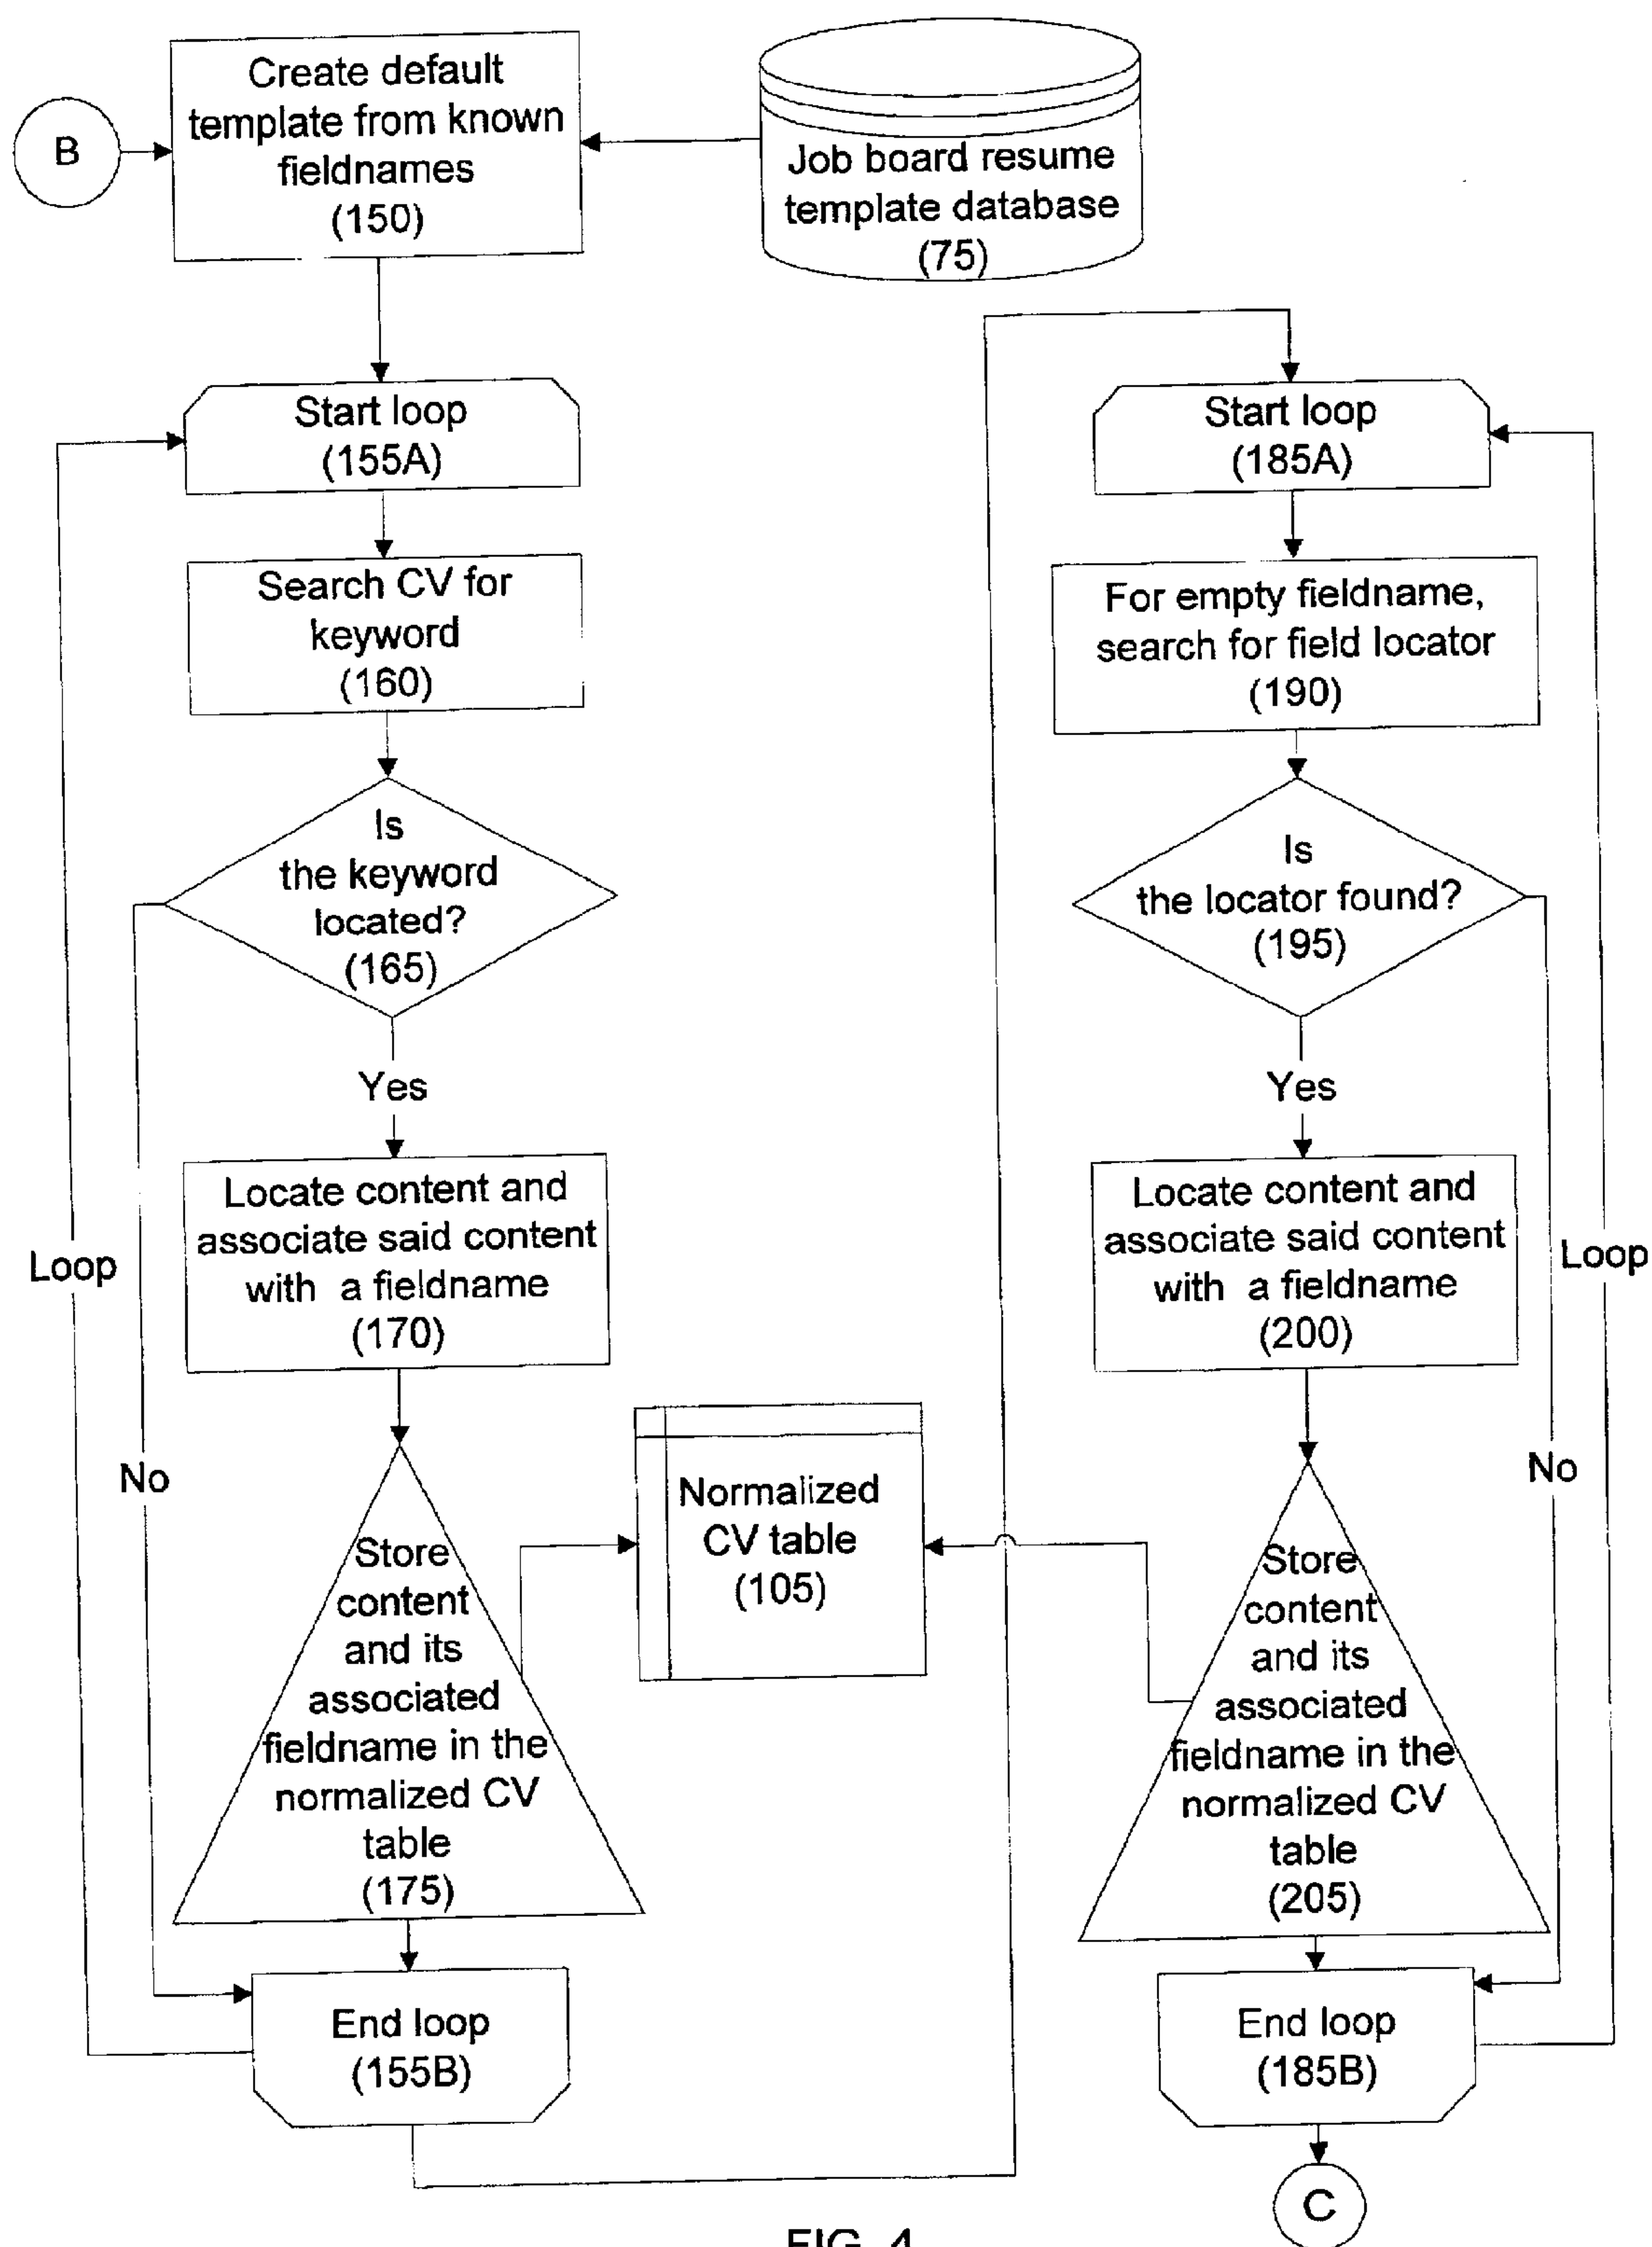 B
Create default
template from known
fieldnames
(150)
Job board resume
template database
(75)
Start loop
(155A)
Search CV for
keyword
(160)
Is
the keyword
located?
(165)
Yes
Locate content and
associate said content
with a fieldname
(170)
Loop
No
Store
content
and its
associated
fieldname in the
normalized CV
table
(175)
End loop
(155B)
Normalized
CV table
(105)
Start loop
(185A)
For empty fieldname,
search for field locator
(190)
Is
the locator found?
(195)
Yes
Locate content and
associate said content
with a fieldname
(200)
Loop
No
Store
content
and its
associated
fieldname in the
normalized CV
table
(205)
End loop
(185B)
C
FIG. 4